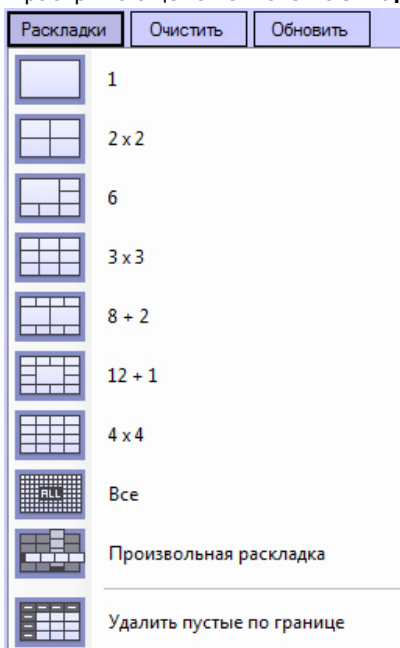 Раскладки Очистить Обновить
1
2 x 2
6
3 x 3
8 + 2
12 + 1
4 x 4
ALL Все
Произвольная раскладка
Удалить пустые по границе